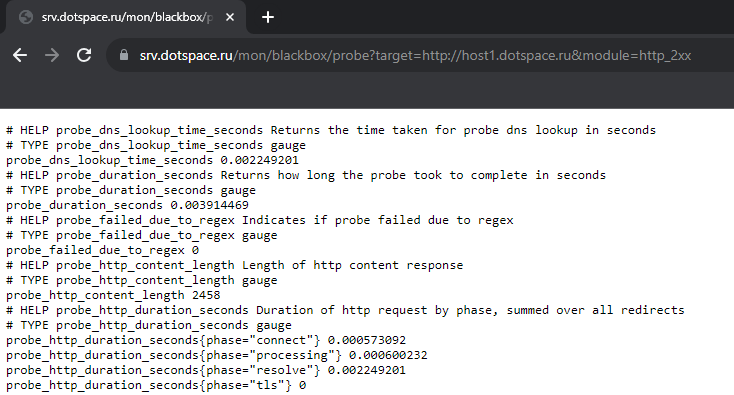 srv.dotspace.ru/mon/blackbox/p
srv.dotspace.ru/mon/blackbox/probe?target=http://host1.dotspace.ru&module=http_2xx
# HELP probe_dns_lookup_time_seconds Returns the time taken for probe dns lookup in seconds
# TYPE probe_dns_lookup_time_seconds gauge
probe_dns_lookup_time_seconds 0.002249201
# HELP probe_duration_seconds Returns how long the probe took to complete in seconds
# TYPE probe_duration_seconds gauge
probe_duration_seconds 0.003914469
# HELP probe_failed_due_to_regex Indicates if probe failed due to regex
# TYPE probe_failed_due_to_regex gauge
probe_failed_due_to_regex 0
# HELP probe_http_content_length Length of http content response
# TYPE probe_http_content_length gauge
probe_http_content_length 2458
# HELP probe_http_duration_seconds Duration of http request by phase, summed over all redirects
# TYPE probe_http_duration_seconds gauge
probe_http_duration_seconds{phase="connect"} 0.000573092
probe_http_duration_seconds{phase="processing"} 0.000600232
probe_http_duration_seconds{phase="resolve"} 0.002249201
probe_http_duration_seconds{phase="tls"} 0